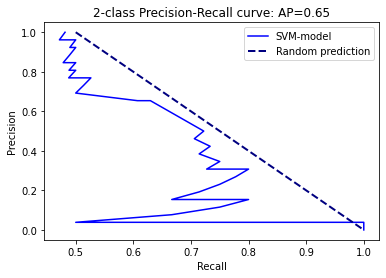 2-class Precision-Recall curve: AP=0.65
SVM-model
Random prediction
Precision
1.0
0.8
0.6
0.4
0.2
0.0
0.5
0.6
0.7
0.8
0.9
1.0
Recall